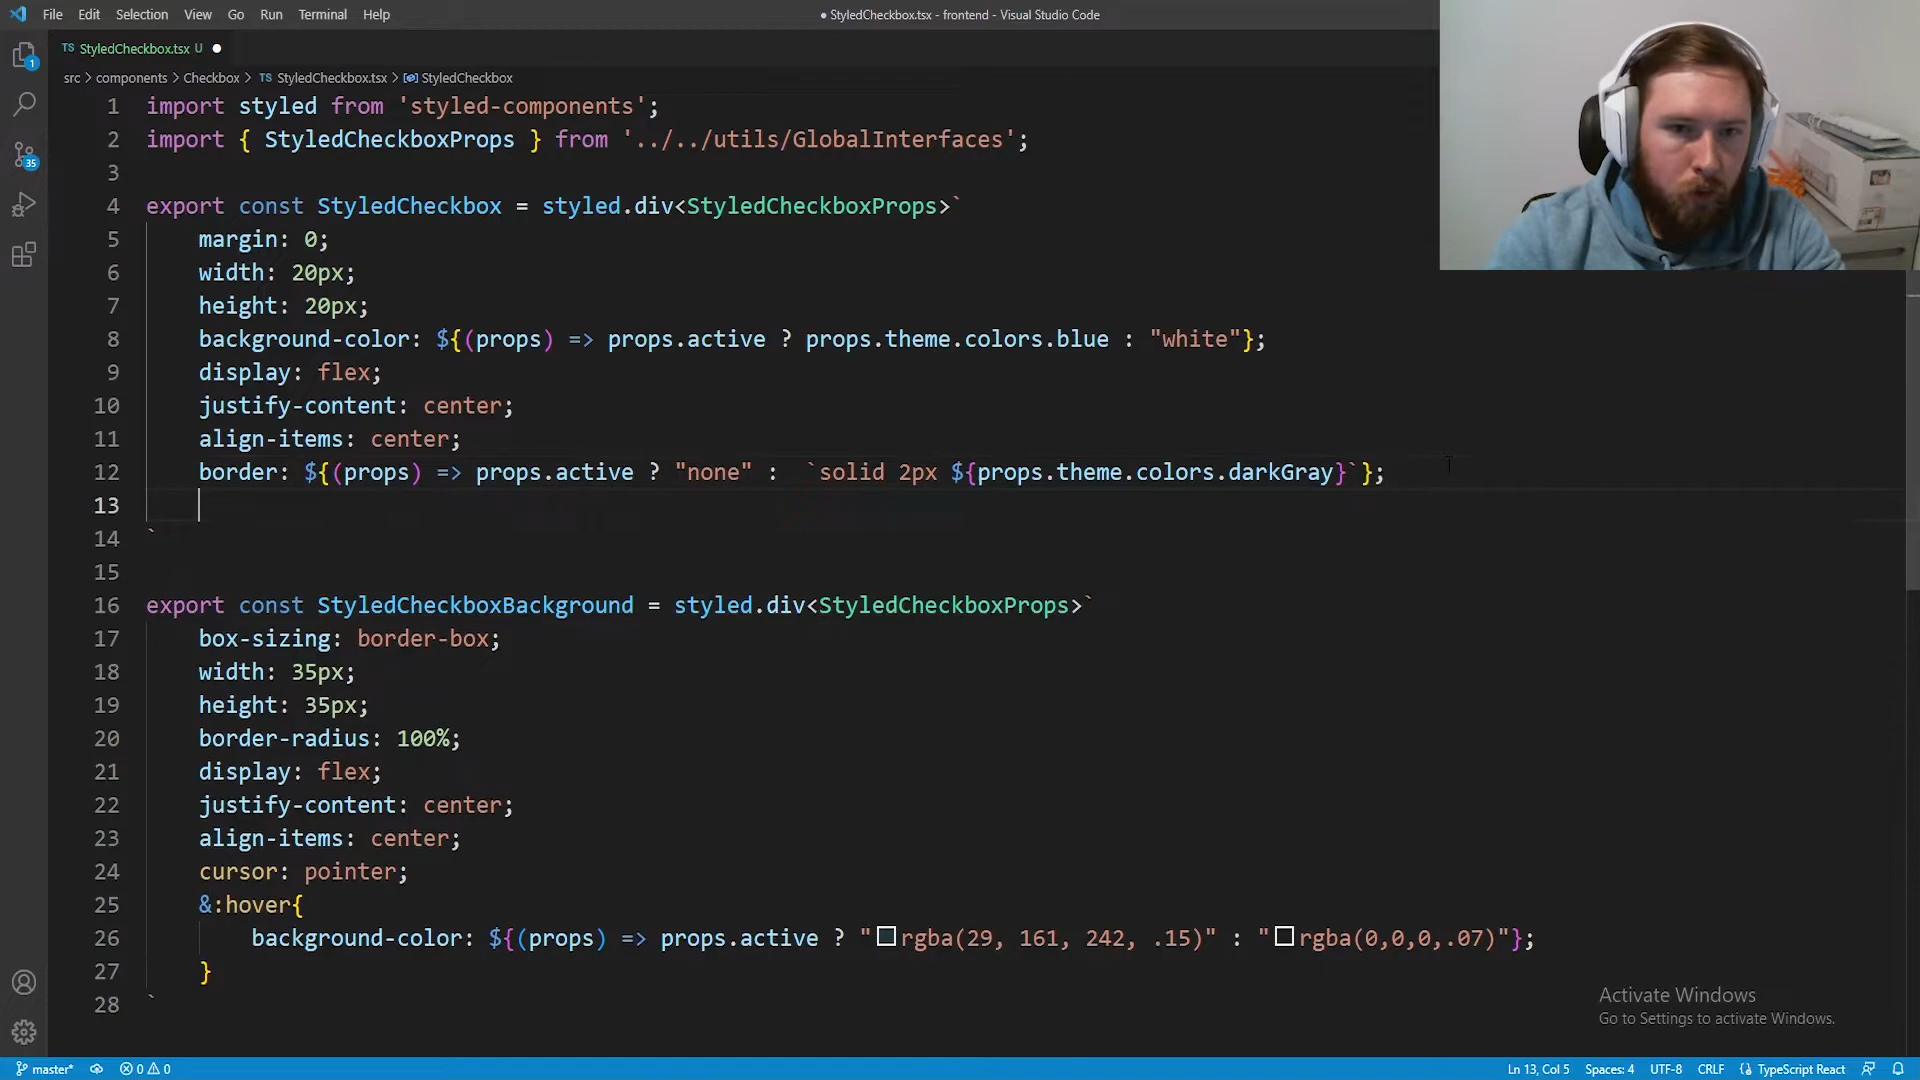 File Edit Selection View Go Run Terminal Help
● StyledCheckbox.tsx - frontend - Visual Studio Code
TS StyledCheckbox.tsx U ●
src > components > Checkbox > TS StyledCheckbox.tsx > StyledCheckbox
1 import styled from 'styled-components';
2 import { StyledCheckboxProps } from '../../utils/GlobalInterfaces';
3
4 export const StyledCheckbox = styled.div<StyledCheckboxProps>`
5 margin: 0;
6 width: 20px;
7 height: 20px;
8 background-color: ${(props) => props.active ? props.theme.colors.blue : "white"};
9 display: flex;
10 justify-content: center;
11 align-items: center;
12 border: ${(props) => props.active ? "none" :  `solid 2px ${props.theme.colors.darkGray}`};
13
14 `
15
16 export const StyledCheckboxBackground = styled.div<StyledCheckboxProps>`
17 box-sizing: border-box;
18 width: 35px;
19 height: 35px;
20 border-radius: 100%;
21 display: flex;
22 justify-content: center;
23 align-items: center;
24 cursor: pointer;
25 &:hover{
26 background-color: ${(props) => props.active ? "rgba(29, 161, 242, .15)" : "rgba(0,0,0,.07)"};
27 }
28 `
1
35
Activate Windows
Go to Settings to activate Windows.
master* 0 0 Ln 13, Col 5 Spaces: 4 UTF-8 CRLF TypeScript React